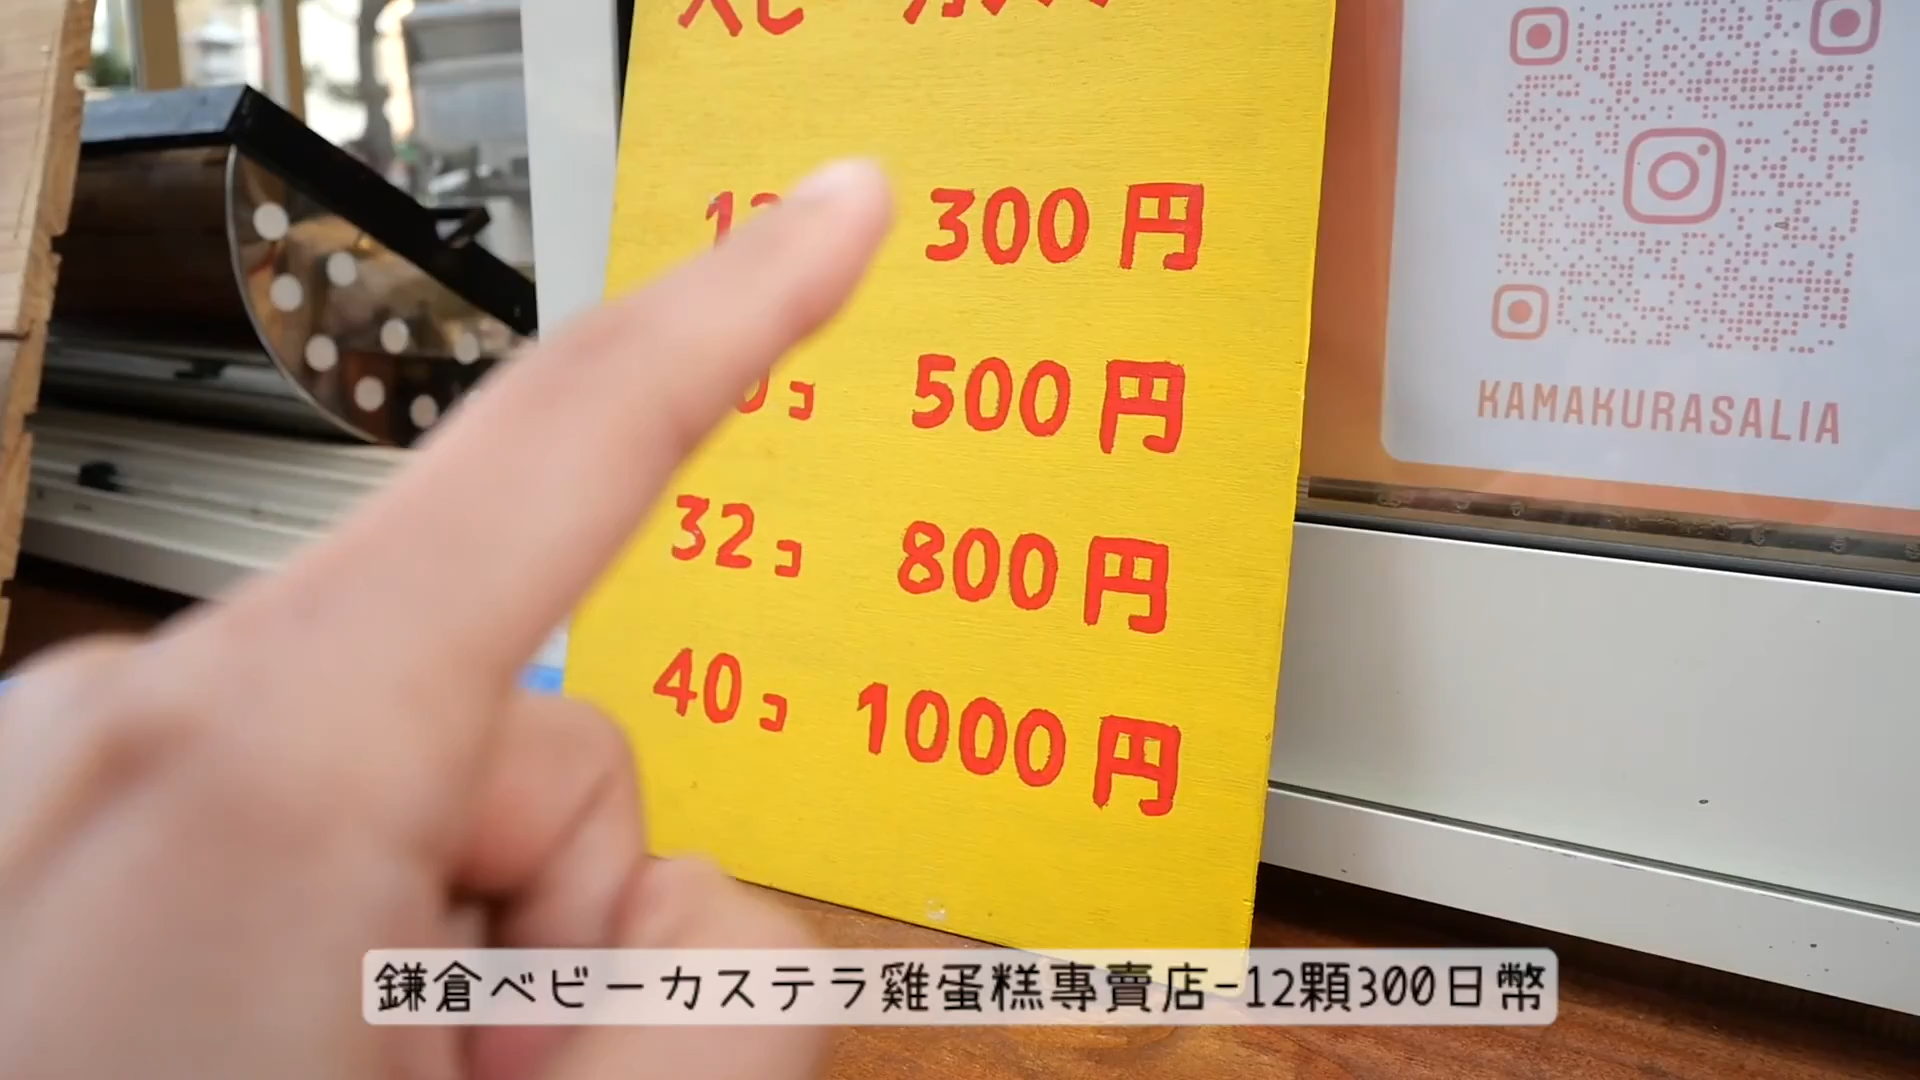 300円
コ 500円
32コ 800円
40コ 1000円
KAMAKURASALIA
鎌倉ベビーカステラ雞蛋糕專賣店-12顆300日幣